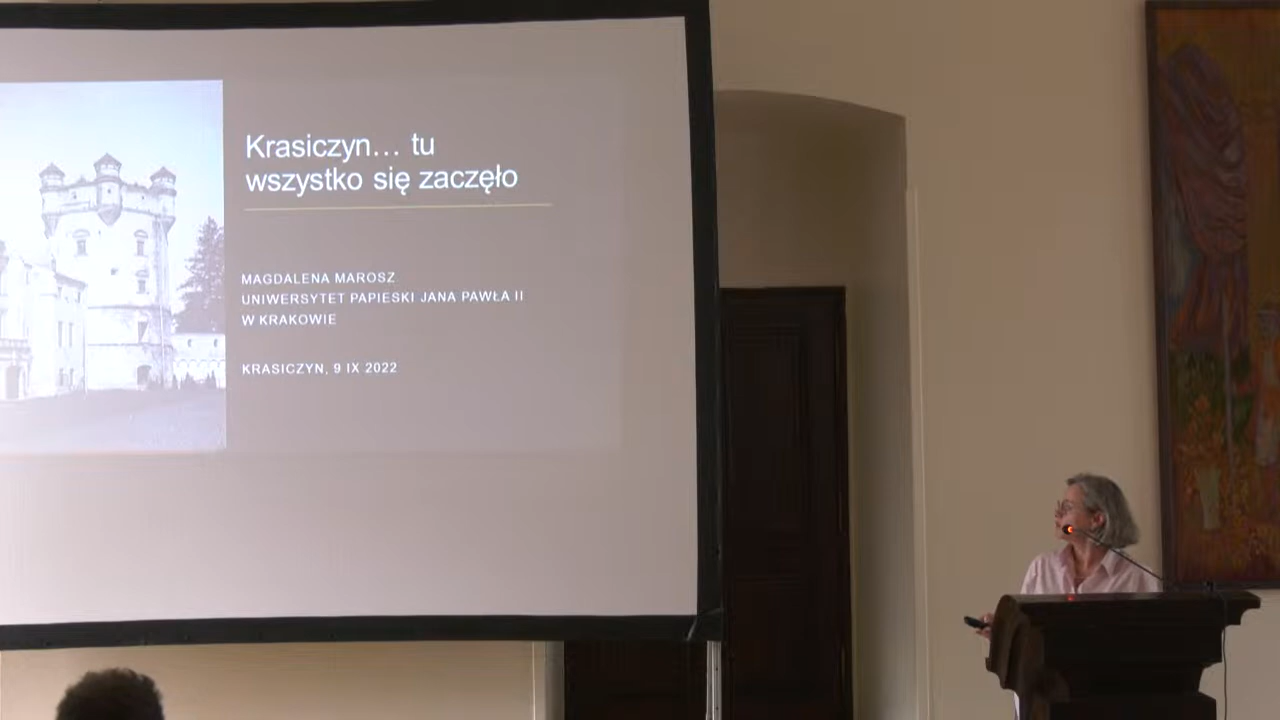 Krasiczyn... tu
wszystko się zaczęło
MAGDALENA MAROSZ
UNIWERSYTET PAPIESKI JANA PAWŁA II
W KRAKOWIE
KRASICZYN, 9 IX 2022